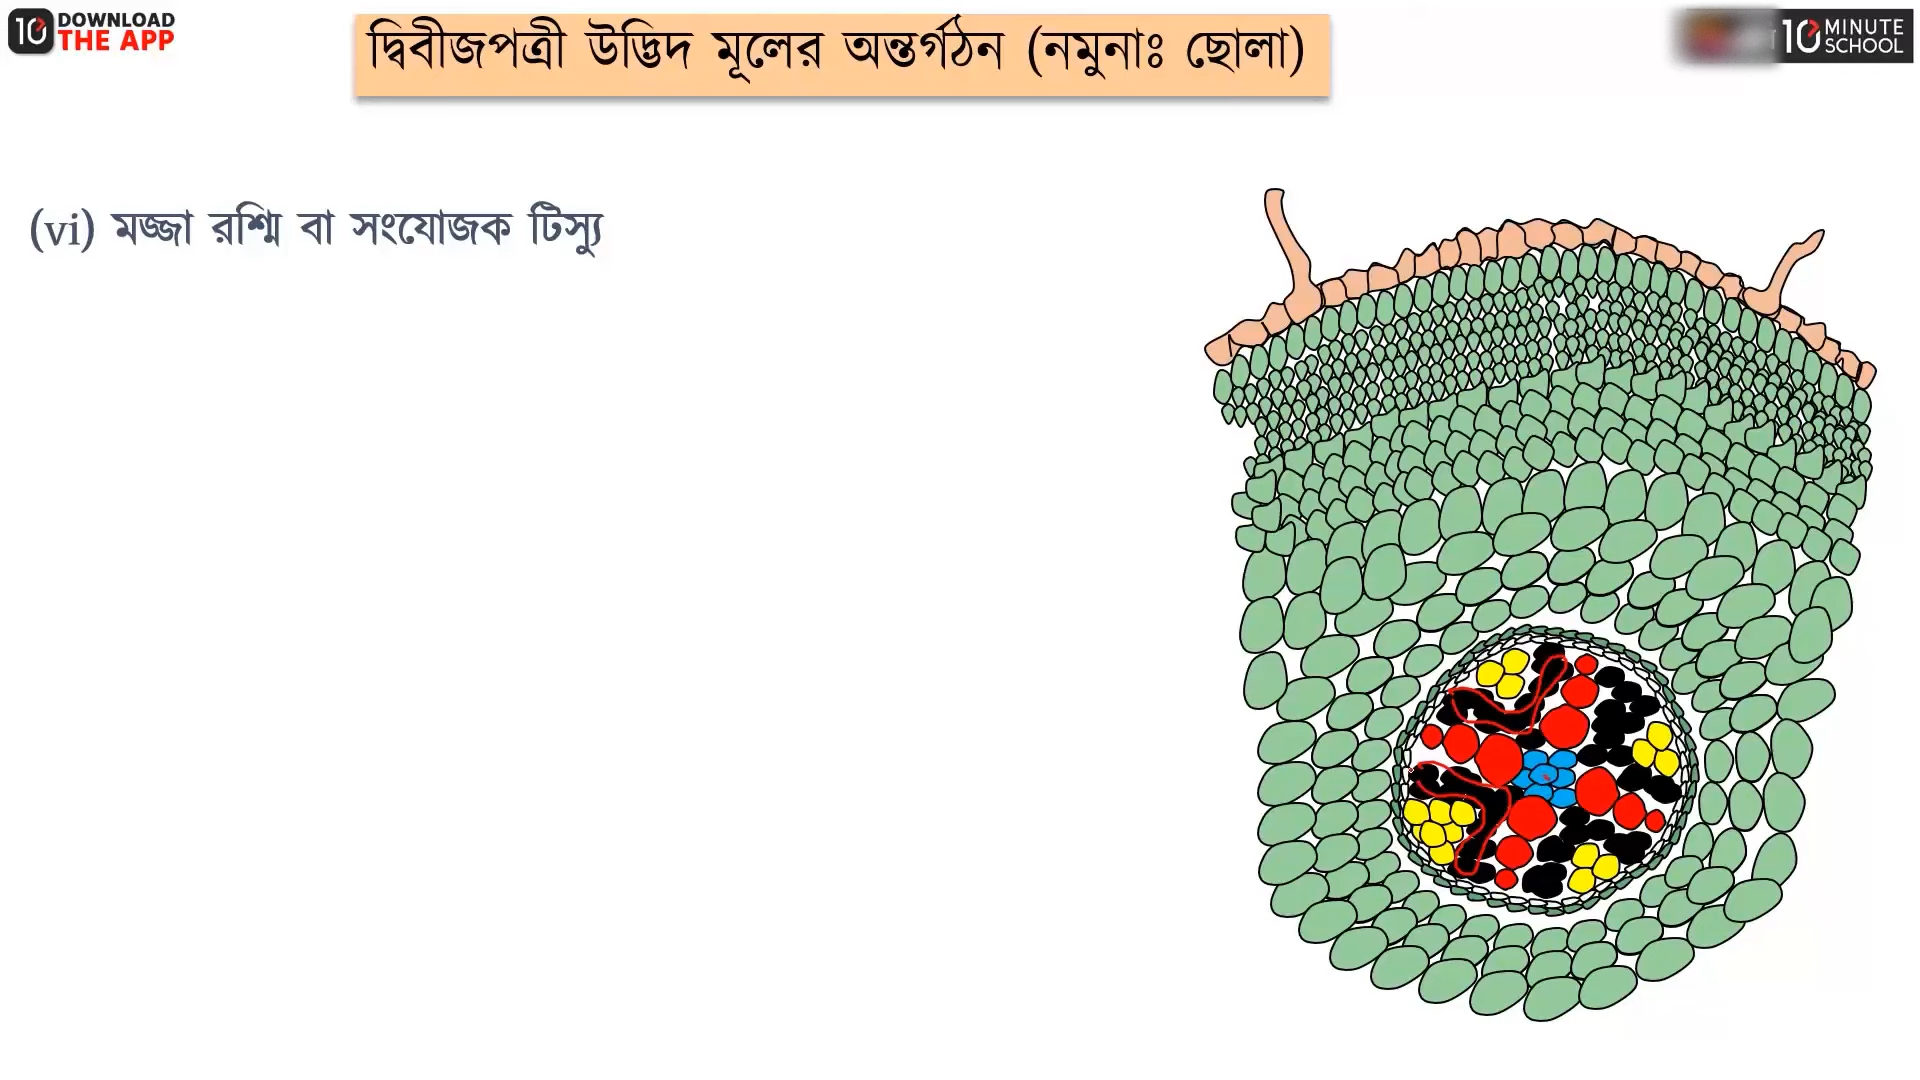 10 DOWNLOAD
THE APP
দ্বিবীজপত্রী উদ্ভিদ মূলের অন্তর্গঠন (নমুনাঃ ছোলা)
10 MINUTE
SCHOOL
(vi) মজ্জা রশ্মি বা সংযোজক টিস্যু